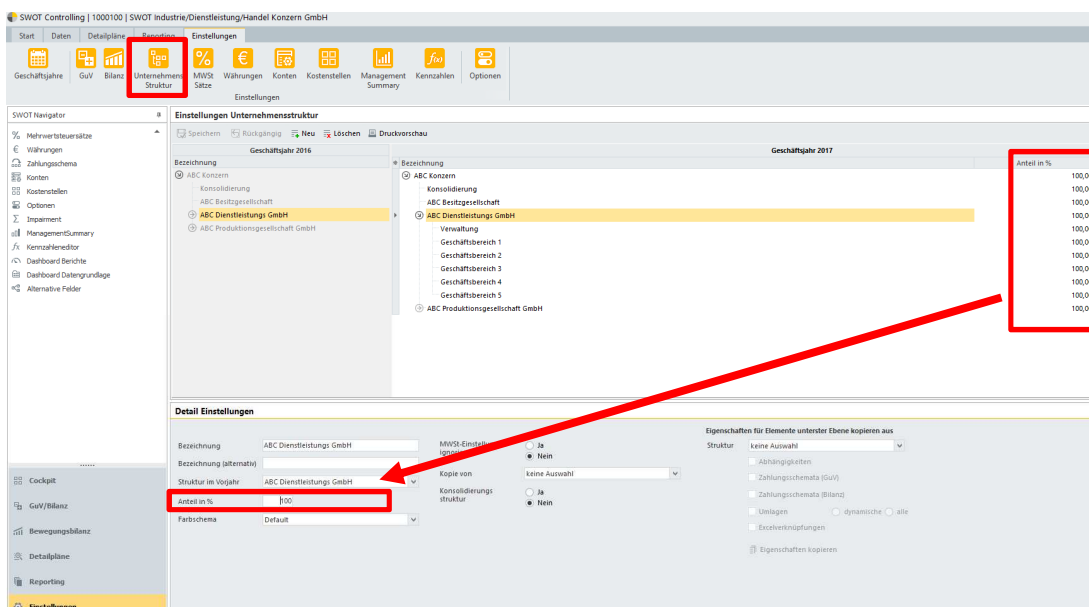 SWOT Controlling | 1000100 | SWOT Industrie/Dienstleistung/Handel Konzern GmbH
Start Daten Detailpläne Reporting Einstellungen
Geschäftsjahre GuV Bilanz Unternehmens Struktur MWSt Sätze Währungen Konten Kostenstellen Management Summary Kennzahlen Optionen
Einstellungen
SWOT Navigator
Mehrwertsteuersätze
Währungen
Zahlungsschema
Konten
Kostenstellen
Optionen
Impairment
ManagementSummary
Kennzahleneditor
Dashboard Berichte
Dashboard Datengrundlage
Alternative Felder
Cockpit
GuV/Bilanz
Bewegungsbilanz
Detailpläne
Reporting
Einstellungen
Einstellungen Unternehmensstruktur
Speichern Rückgängig Neu Löschen Druckvorschau
Geschäftsjahr 2016
Bezeichnung
ABC Konzern
Konsolidierung
ABC Besitzgesellschaft
ABC Dienstleistungs GmbH
ABC Produktionsgesellschaft GmbH
Geschäftsjahr 2017
Bezeichnung Anteil in %
ABC Konzern 100,0
Konsolidierung 100,0
ABC Besitzgesellschaft 100,0
ABC Dienstleistungs GmbH 100,0
Verwaltung 100,0
Geschäftsbereich 1 100,0
Geschäftsbereich 2 100,0
Geschäftsbereich 3 100,0
Geschäftsbereich 4 100,0
Geschäftsbereich 5 100,0
ABC Produktionsgesellschaft GmbH 100,0
Detail Einstellungen
Bezeichnung ABC Dienstleistungs GmbH
Bezeichnung (alternativ)
Struktur im Vorjahr ABC Dienstleistungs GmbH
Anteil in % 100
Farbschema Default
MWSt-Einstellu Ja
Nein
Kopie von keine Auswahl
Konsolidierungs struktur Ja
Nein
Eigenschaften für Elemente unterster Ebene kopieren aus
Struktur keine Auswahl
Abhängigkeiten
Zahlungsschemata (GuV)
Zahlungsschemata (Bilanz)
Umlagen dynamische alle
Excelverknüpfungen
Eigenschaften kopieren